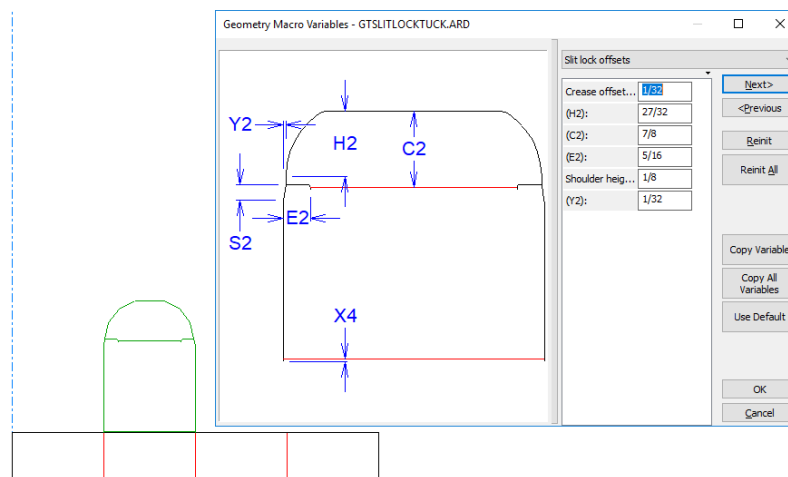 Geometry Macro Variables - GTSLITLOCKTUCK.ARD
Slit lock offsets
Y2
H2
C2
E2
S2
X4
Crease offset... 1/32
(H2): 27/32
(C2): 7/8
(E2): 5/16
Shoulder heig... 1/8
(Y2): 1/32
Next>
<Previous
Reinit
Reinit All
Copy Variable
Copy All
Variables
Use Default
OK
Cancel